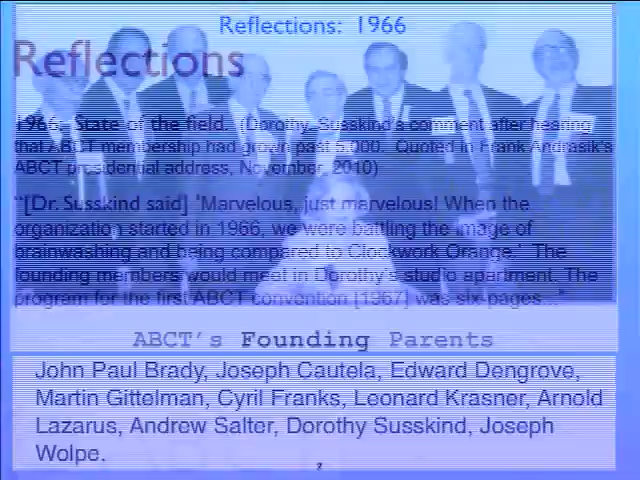 Reflections: 1966
Reflections
1966. State of the field. (Dorothy Susskind's comment after hearing
that ABCT membership had grown past 5,000. Quoted in Frank Andrasik's
ABCT presidential address, November, 2010)
"[Dr. Susskind said] 'Marvelous, just marvelous! When the
organization started in 1966, we were battling the image of
brainwashing and being compared to Clockwork Orange.' The
founding members would meet in Dorothy's studio apartment. The
program for the first ABCT convention [1967] was six pages..."
ABCT's Founding Parents
John Paul Brady, Joseph Cautela, Edward Dengrove,
Martin Gittelman, Cyril Franks, Leonard Krasner, Arnold
Lazarus, Andrew Salter, Dorothy Susskind, Joseph
Wolpe.
2